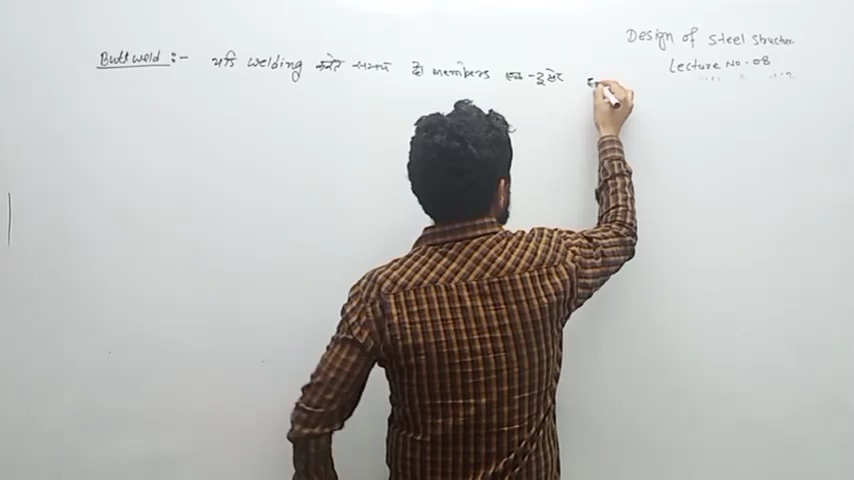 Design of Steel Structure.
Lecture No. 08
Butt weld :- यदि welding करते समय दो members एक-दूसरे